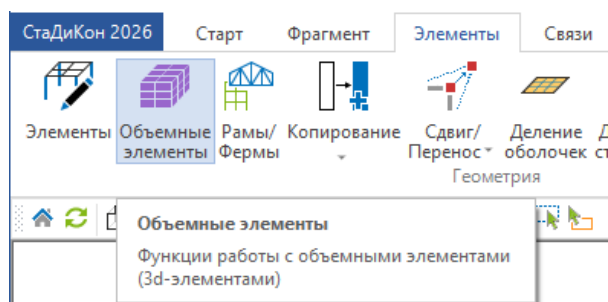 СтаДиКон 2026 Старт Фрагмент Элементы Связи
Элементы Объемные элементы Рамы/ Фермы Копирование Сдвиг/ Перенос Деление оболочек
Геометрия
Объемные элементы
Функции работы с объемными элементами
(3d-элементами)